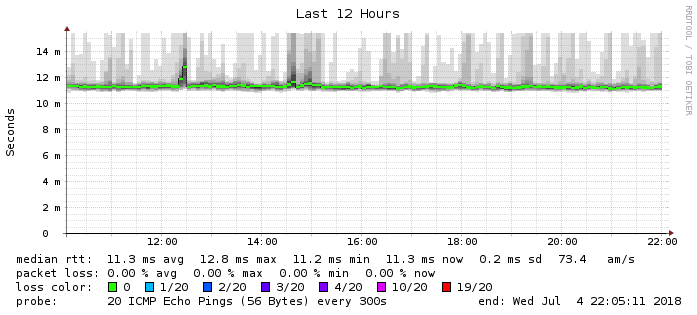 Last 12 Hours
RRDTOOL / TOBI OETIKER
Seconds
14 m
12 m
10 m
8 m
6 m
4 m
2 m
0
12:00 14:00 16:00 18:00 20:00 22:00
median rtt: 11.3 ms avg 12.8 ms max 11.2 ms min 11.3 ms now 0.2 ms sd 73.4 am/s
packet loss: 0.00 % avg 0.00 % max 0.00 % min 0.00 % now
loss color: 0 1/20 2/20 3/20 4/20 10/20 19/20
probe: 20 ICMP Echo Pings (56 Bytes) every 300s end: Wed Jul 4 22:05:11 2018